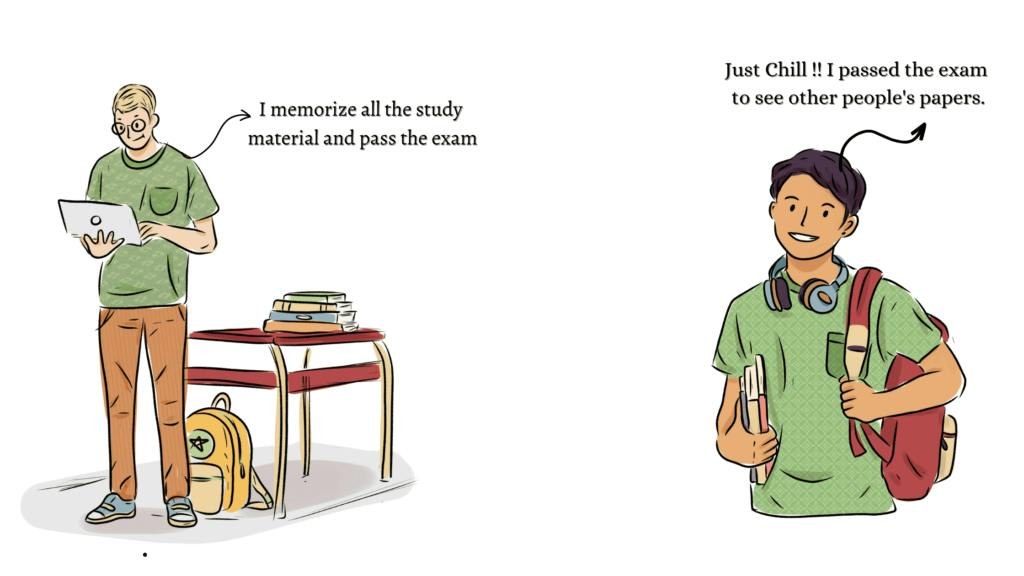 I memorize all the study
material and pass the exam
Just Chill !! I passed the exam
to see other people's papers.